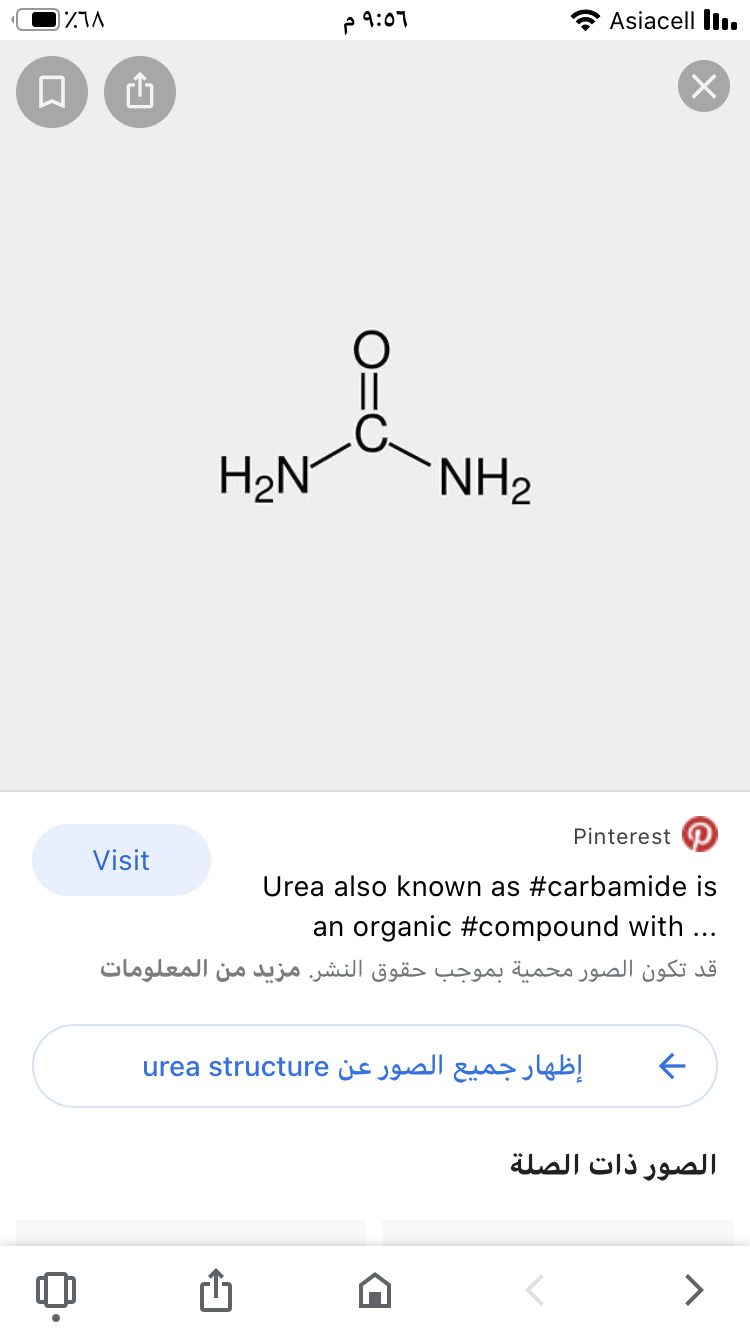 ٪٦٨ ٩:٥٦ م Asiacell
O
C
H₂N NH₂
Pinterest
Visit
Urea also known as #carbamide is
an organic #compound with ...
قد تكون الصور محمية بموجب حقوق النشر. مزيد من المعلومات
إظهار جميع الصور عن urea structure
الصور ذات الصلة